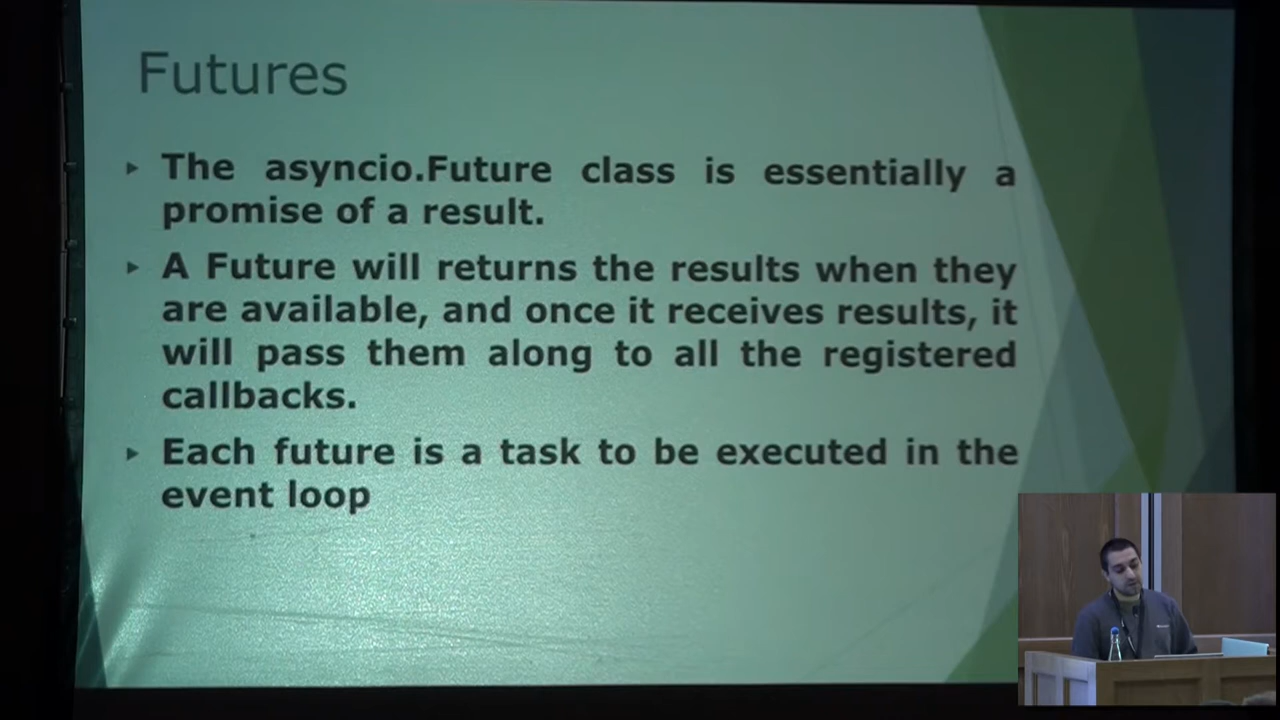 Futures
The asyncio.Future class is essentially a
promise of a result.
A Future will returns the results when they
are available, and once it receives results, it
will pass them along to all the registered
callbacks.
Each future is a task to be executed in the
event loop